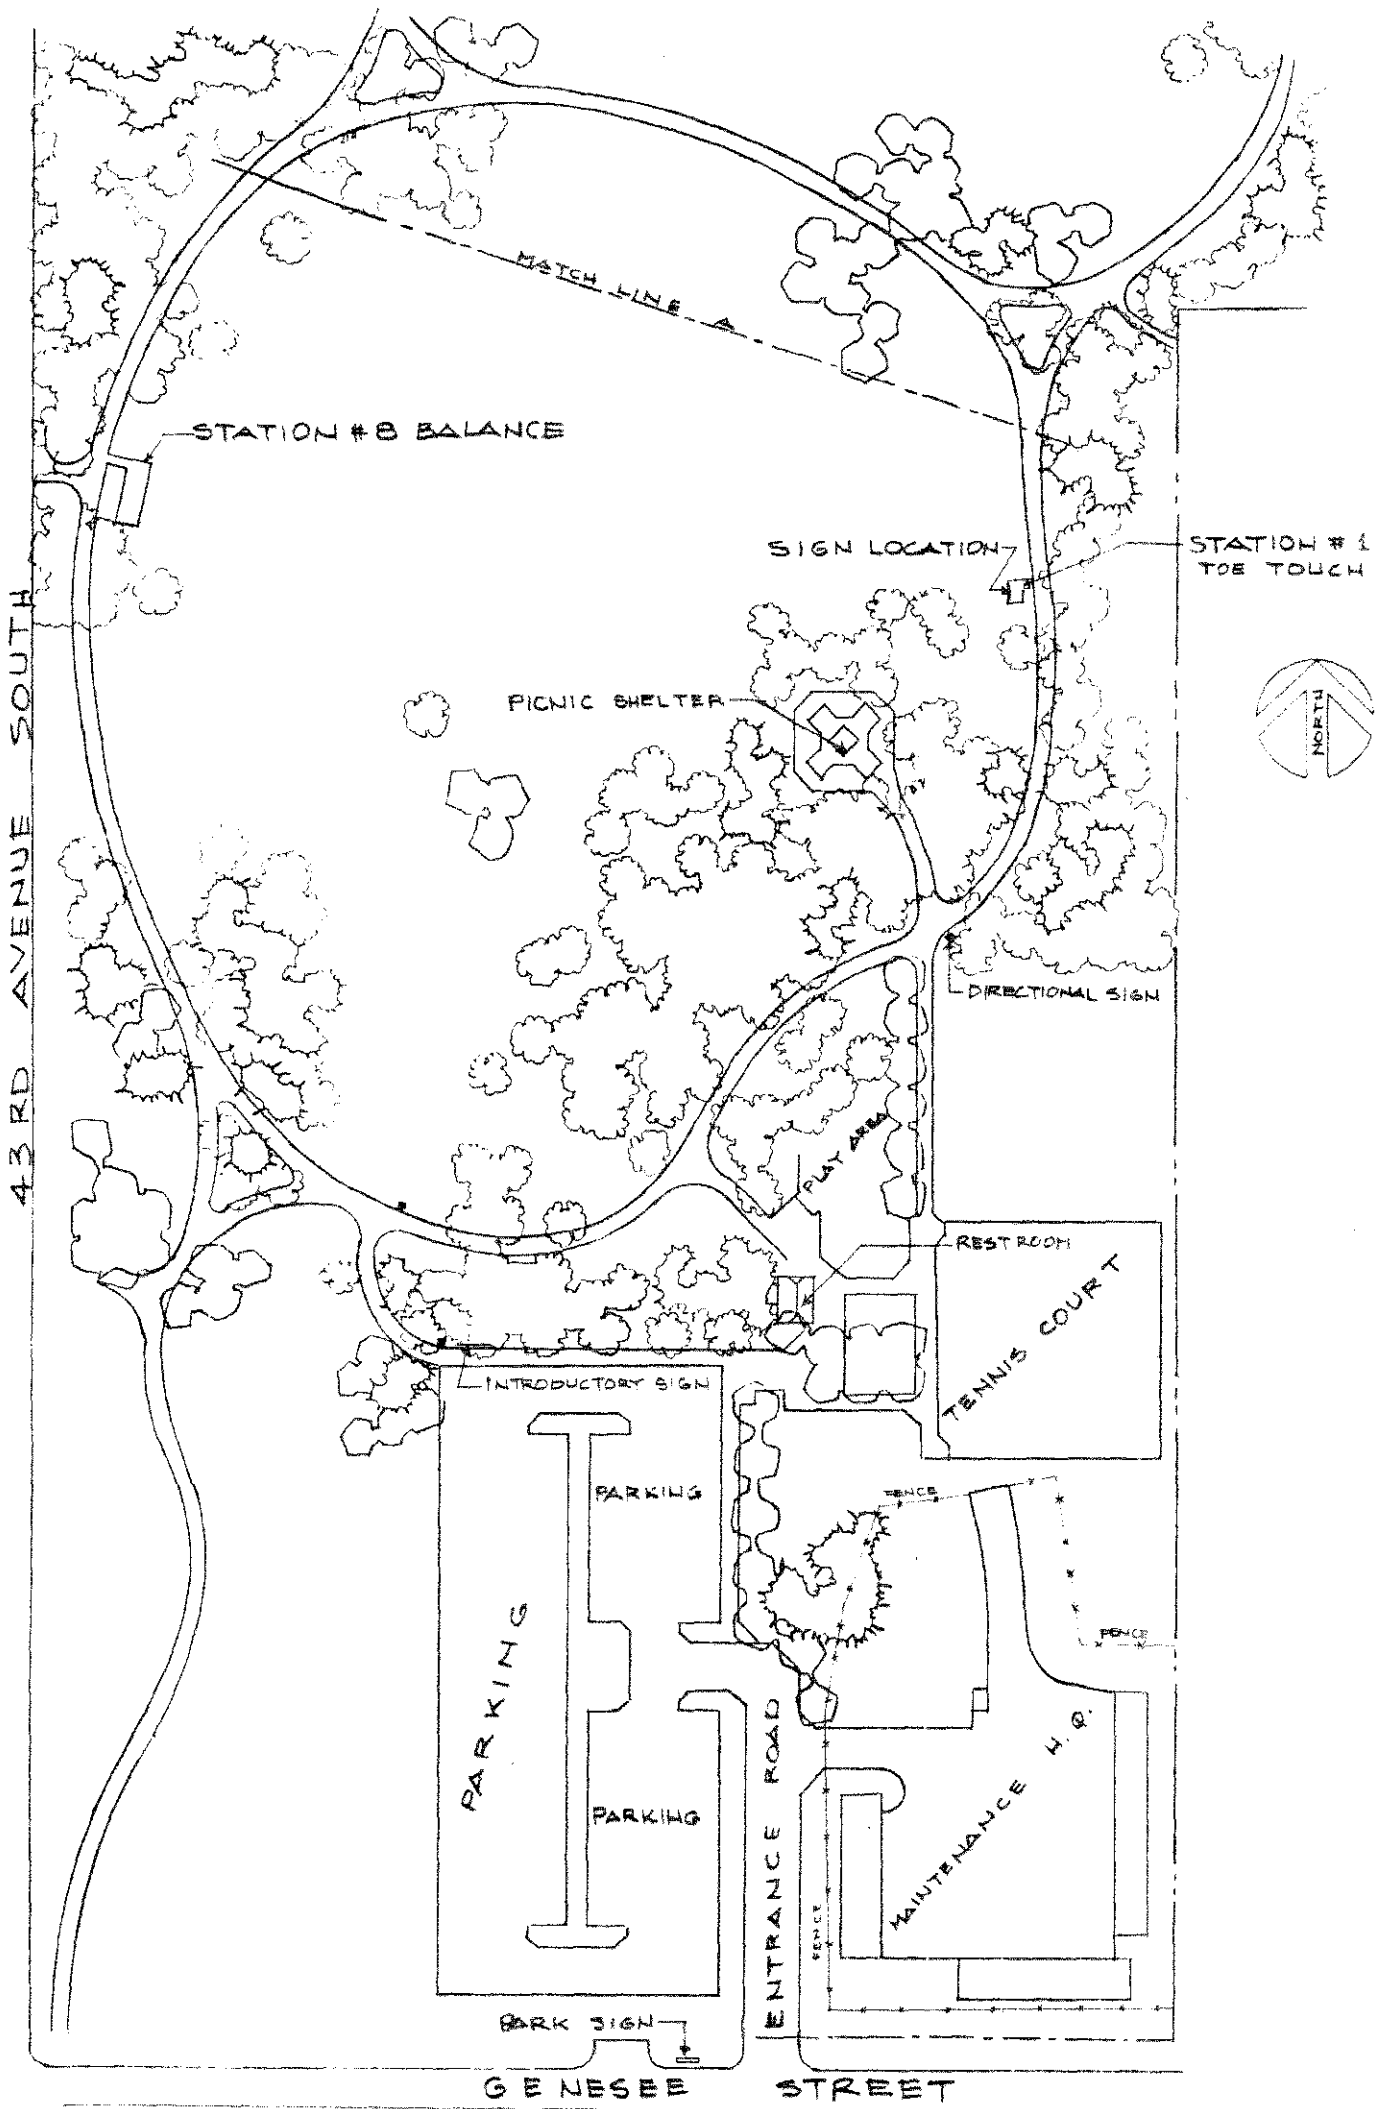 MATCH LINE A
STATION #8 BALANCE
SIGN LOCATION
STATION #1
TOE TOUCH
43RD AVENUE SOUTH
PICNIC SHELTER
NORTH
DIRECTIONAL SIGN
PLAY AREA
RESTROOM
TENNIS COURT
INTRODUCTORY SIGN
PARKING
FENCE
PARKING
FENCE
ENTRANCE ROAD
MAINTENANCE H.Q.
PARKING
FENCE
PARK SIGN
GENESEE STREET